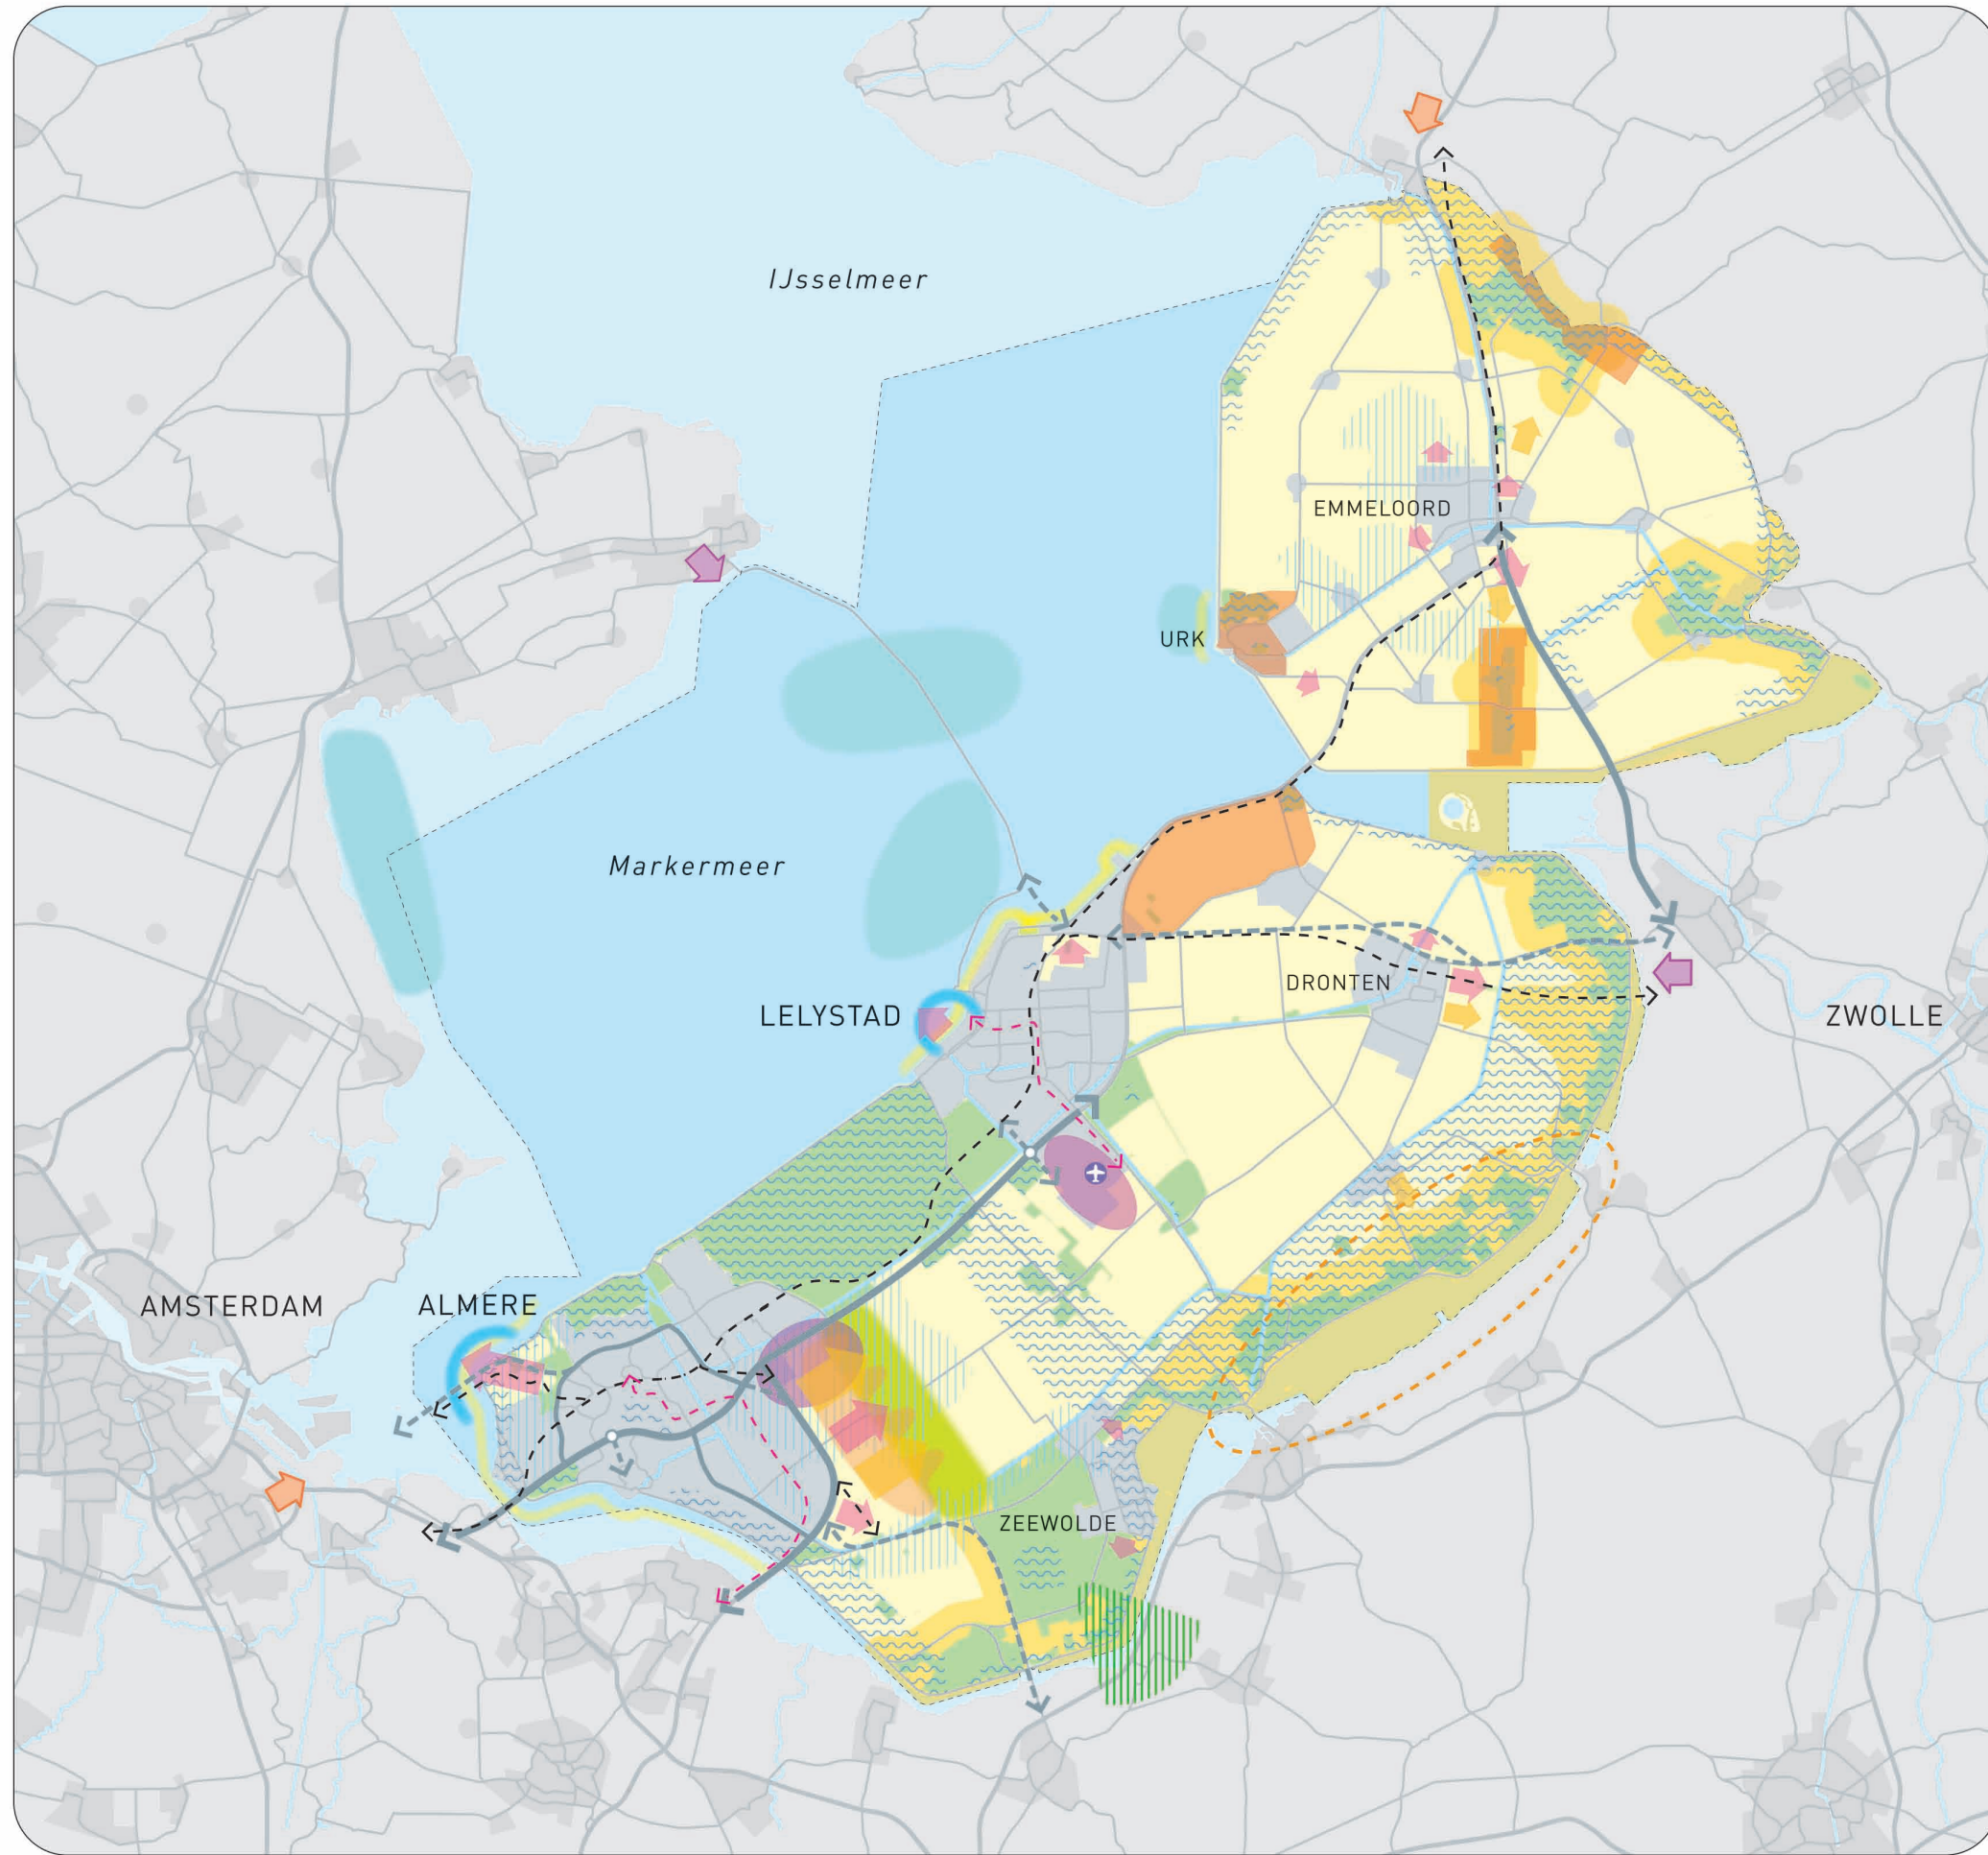 IJsselmeer
EMMELOORD
URK
Markermeer
DRONTEN
LELYSTAD
ZWOLLE
AMSTERDAM
ALMERE
ZEEWOLDE